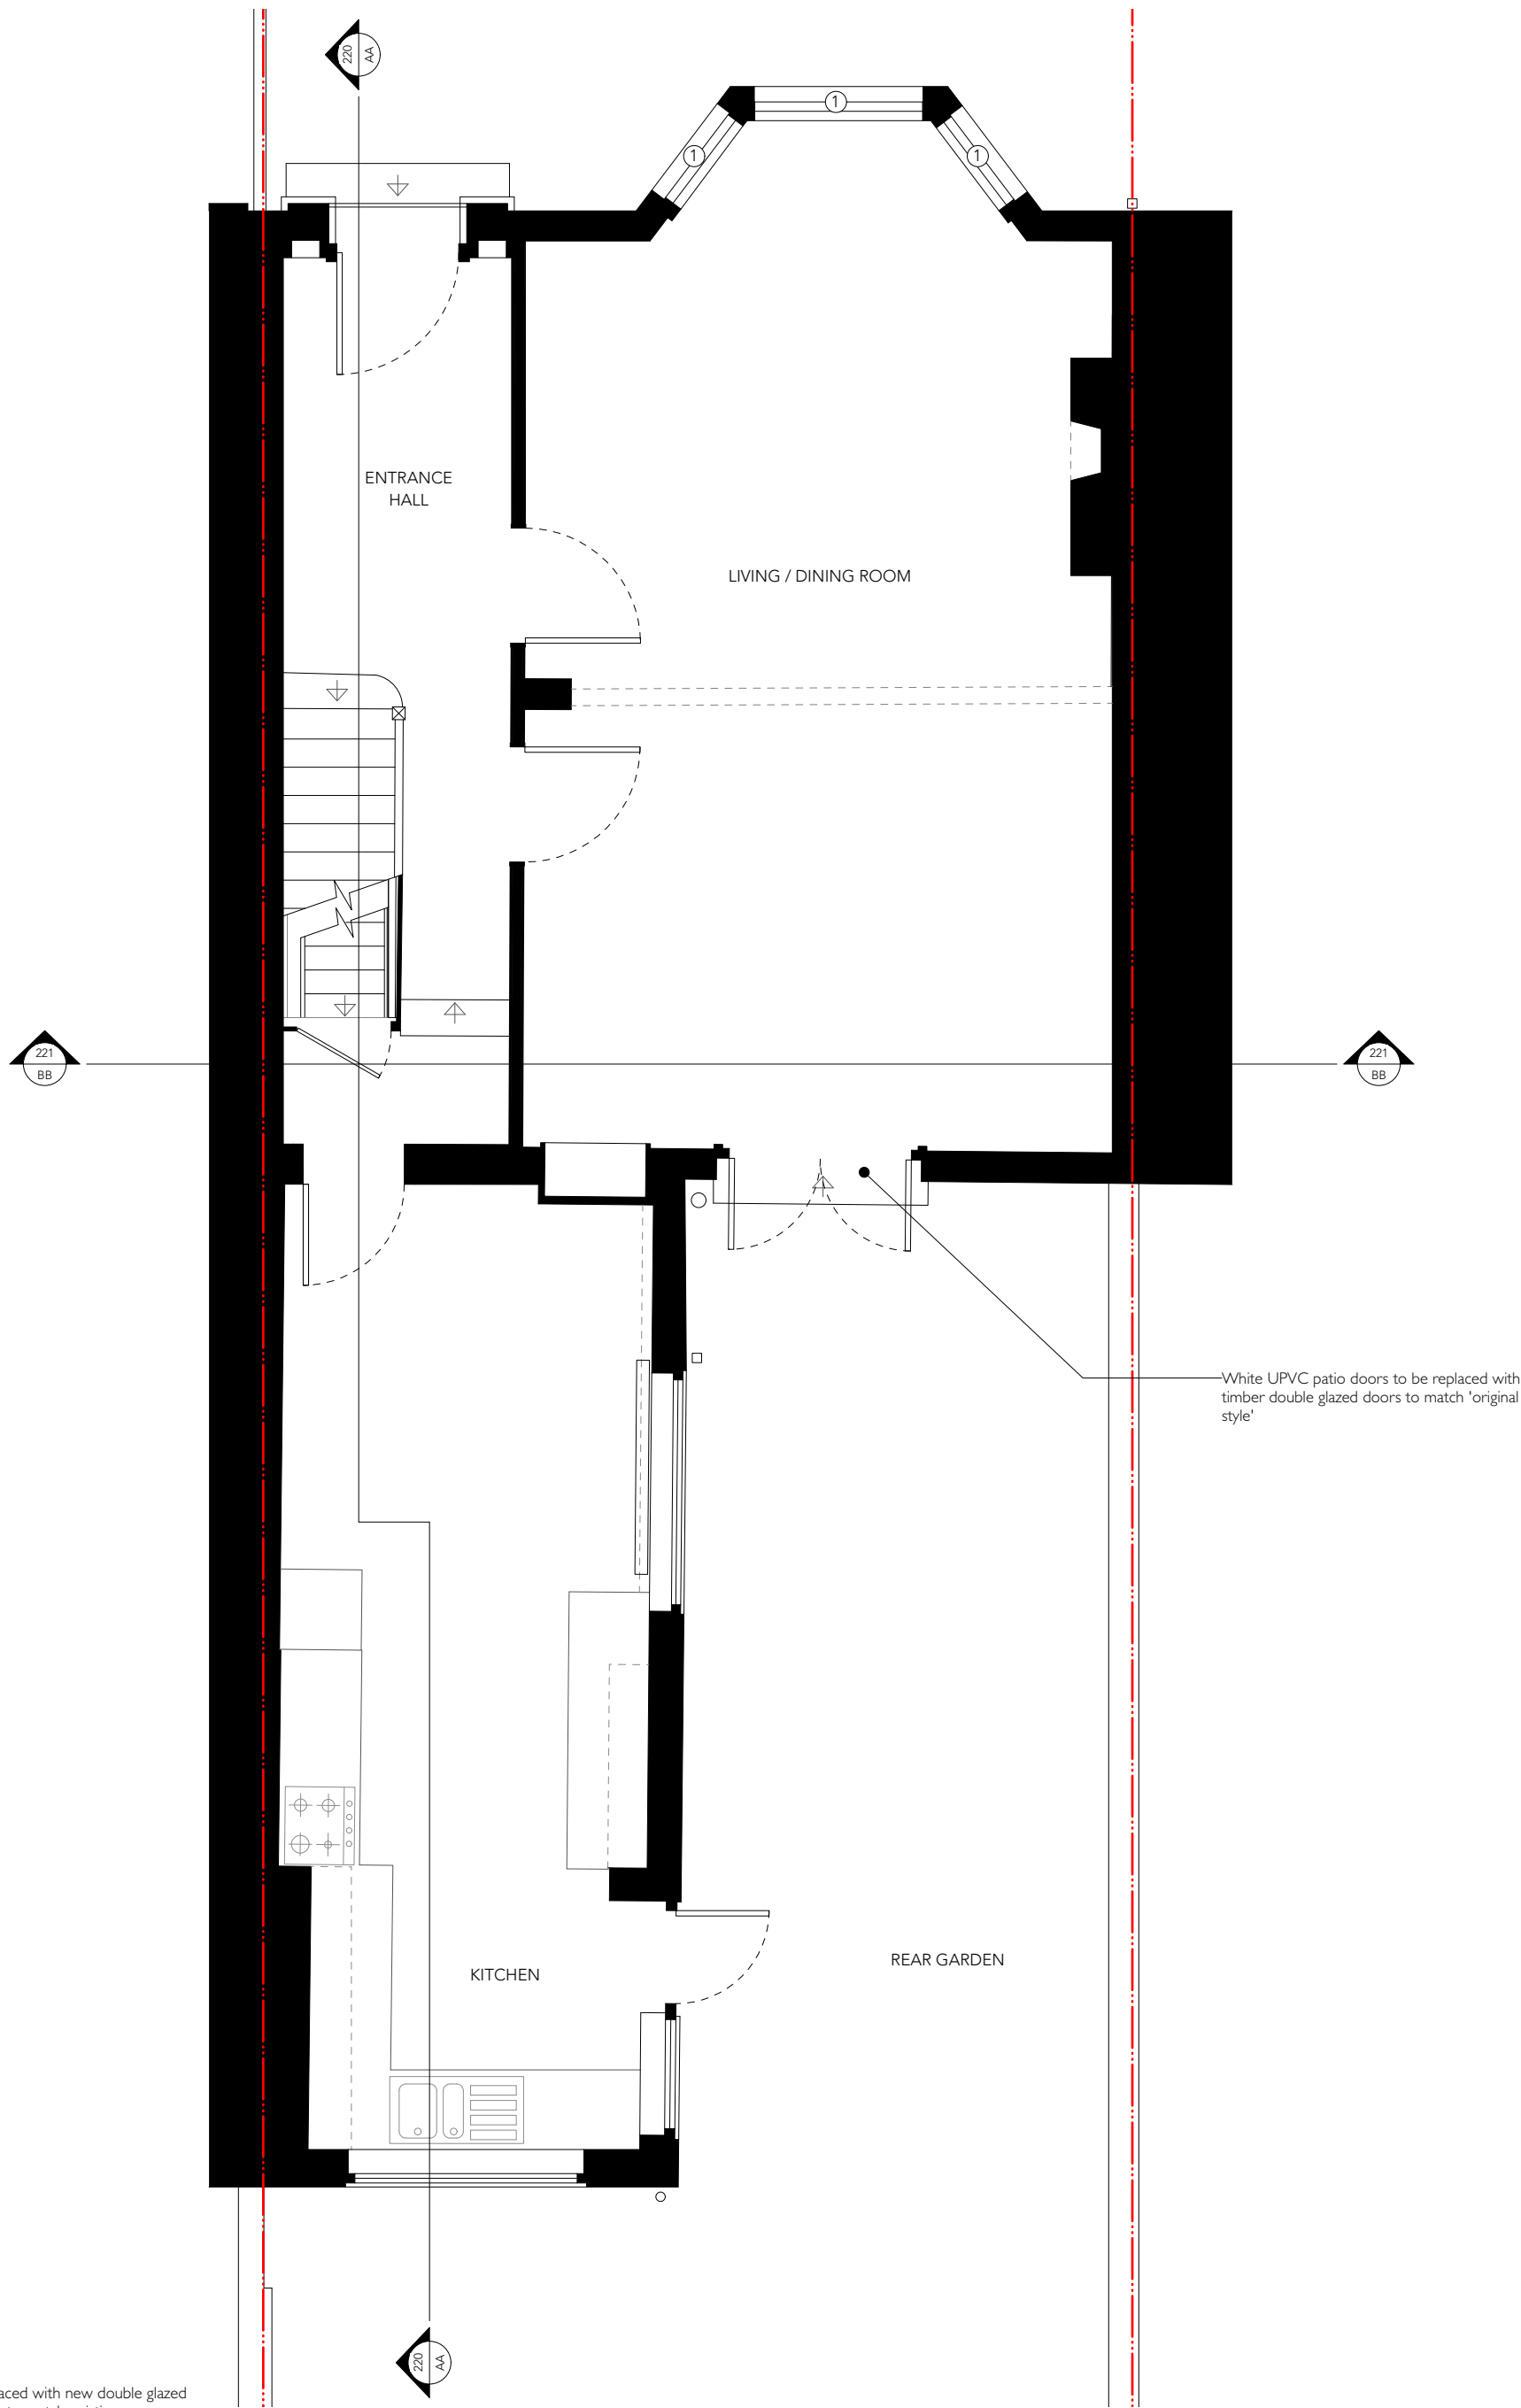 220
AA
1
1
1
ENTRANCE
HALL
LIVING / DINING ROOM
221
BB
221
BB
White UPVC patio doors to be replaced with
timber double glazed doors to match 'original
style'
KITCHEN
REAR GARDEN
220
AA
with new double glazed